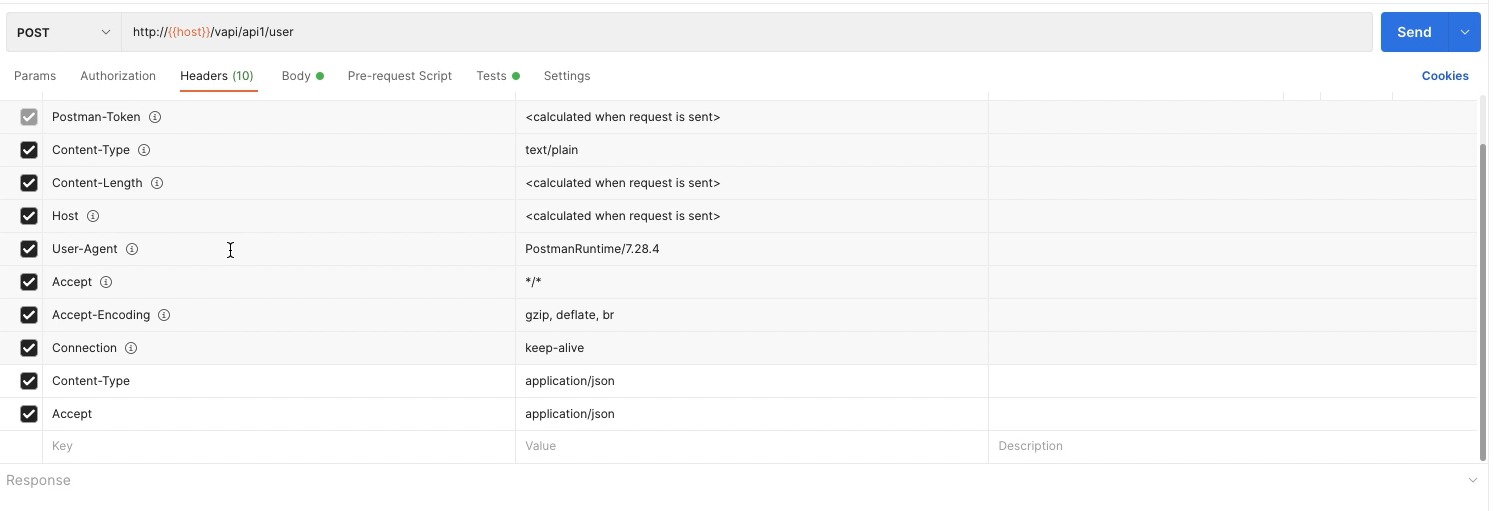 POST http://{{host}}/vapi/api1/user Send
Params Authorization Headers (10) Body Pre-request Script Tests Settings Cookies
Postman-Token <calculated when request is sent>
Content-Type text/plain
Content-Length <calculated when request is sent>
Host <calculated when request is sent>
User-Agent PostmanRuntime/7.28.4
Accept */*
Accept-Encoding gzip, deflate, br
Connection keep-alive
Content-Type application/json
Accept application/json
Key Value Description
Response